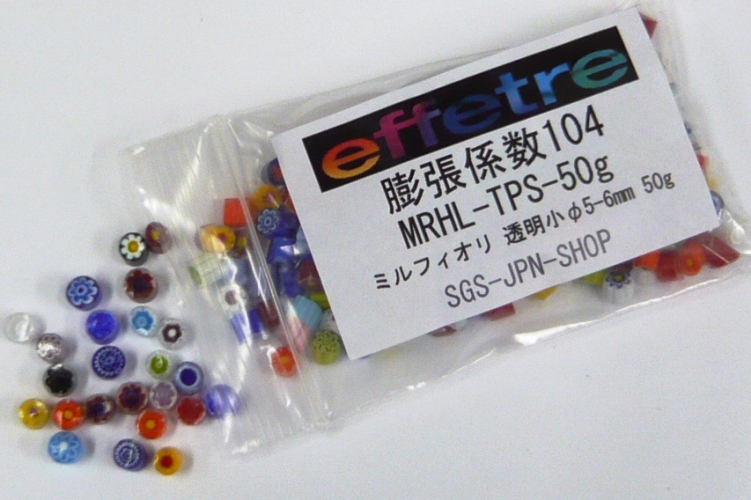 effetre
膨張係数104
MRHL-TPS-50g
ミルフィオリ 透明小φ5-6mm 50g
SGS-JPN-SHOP